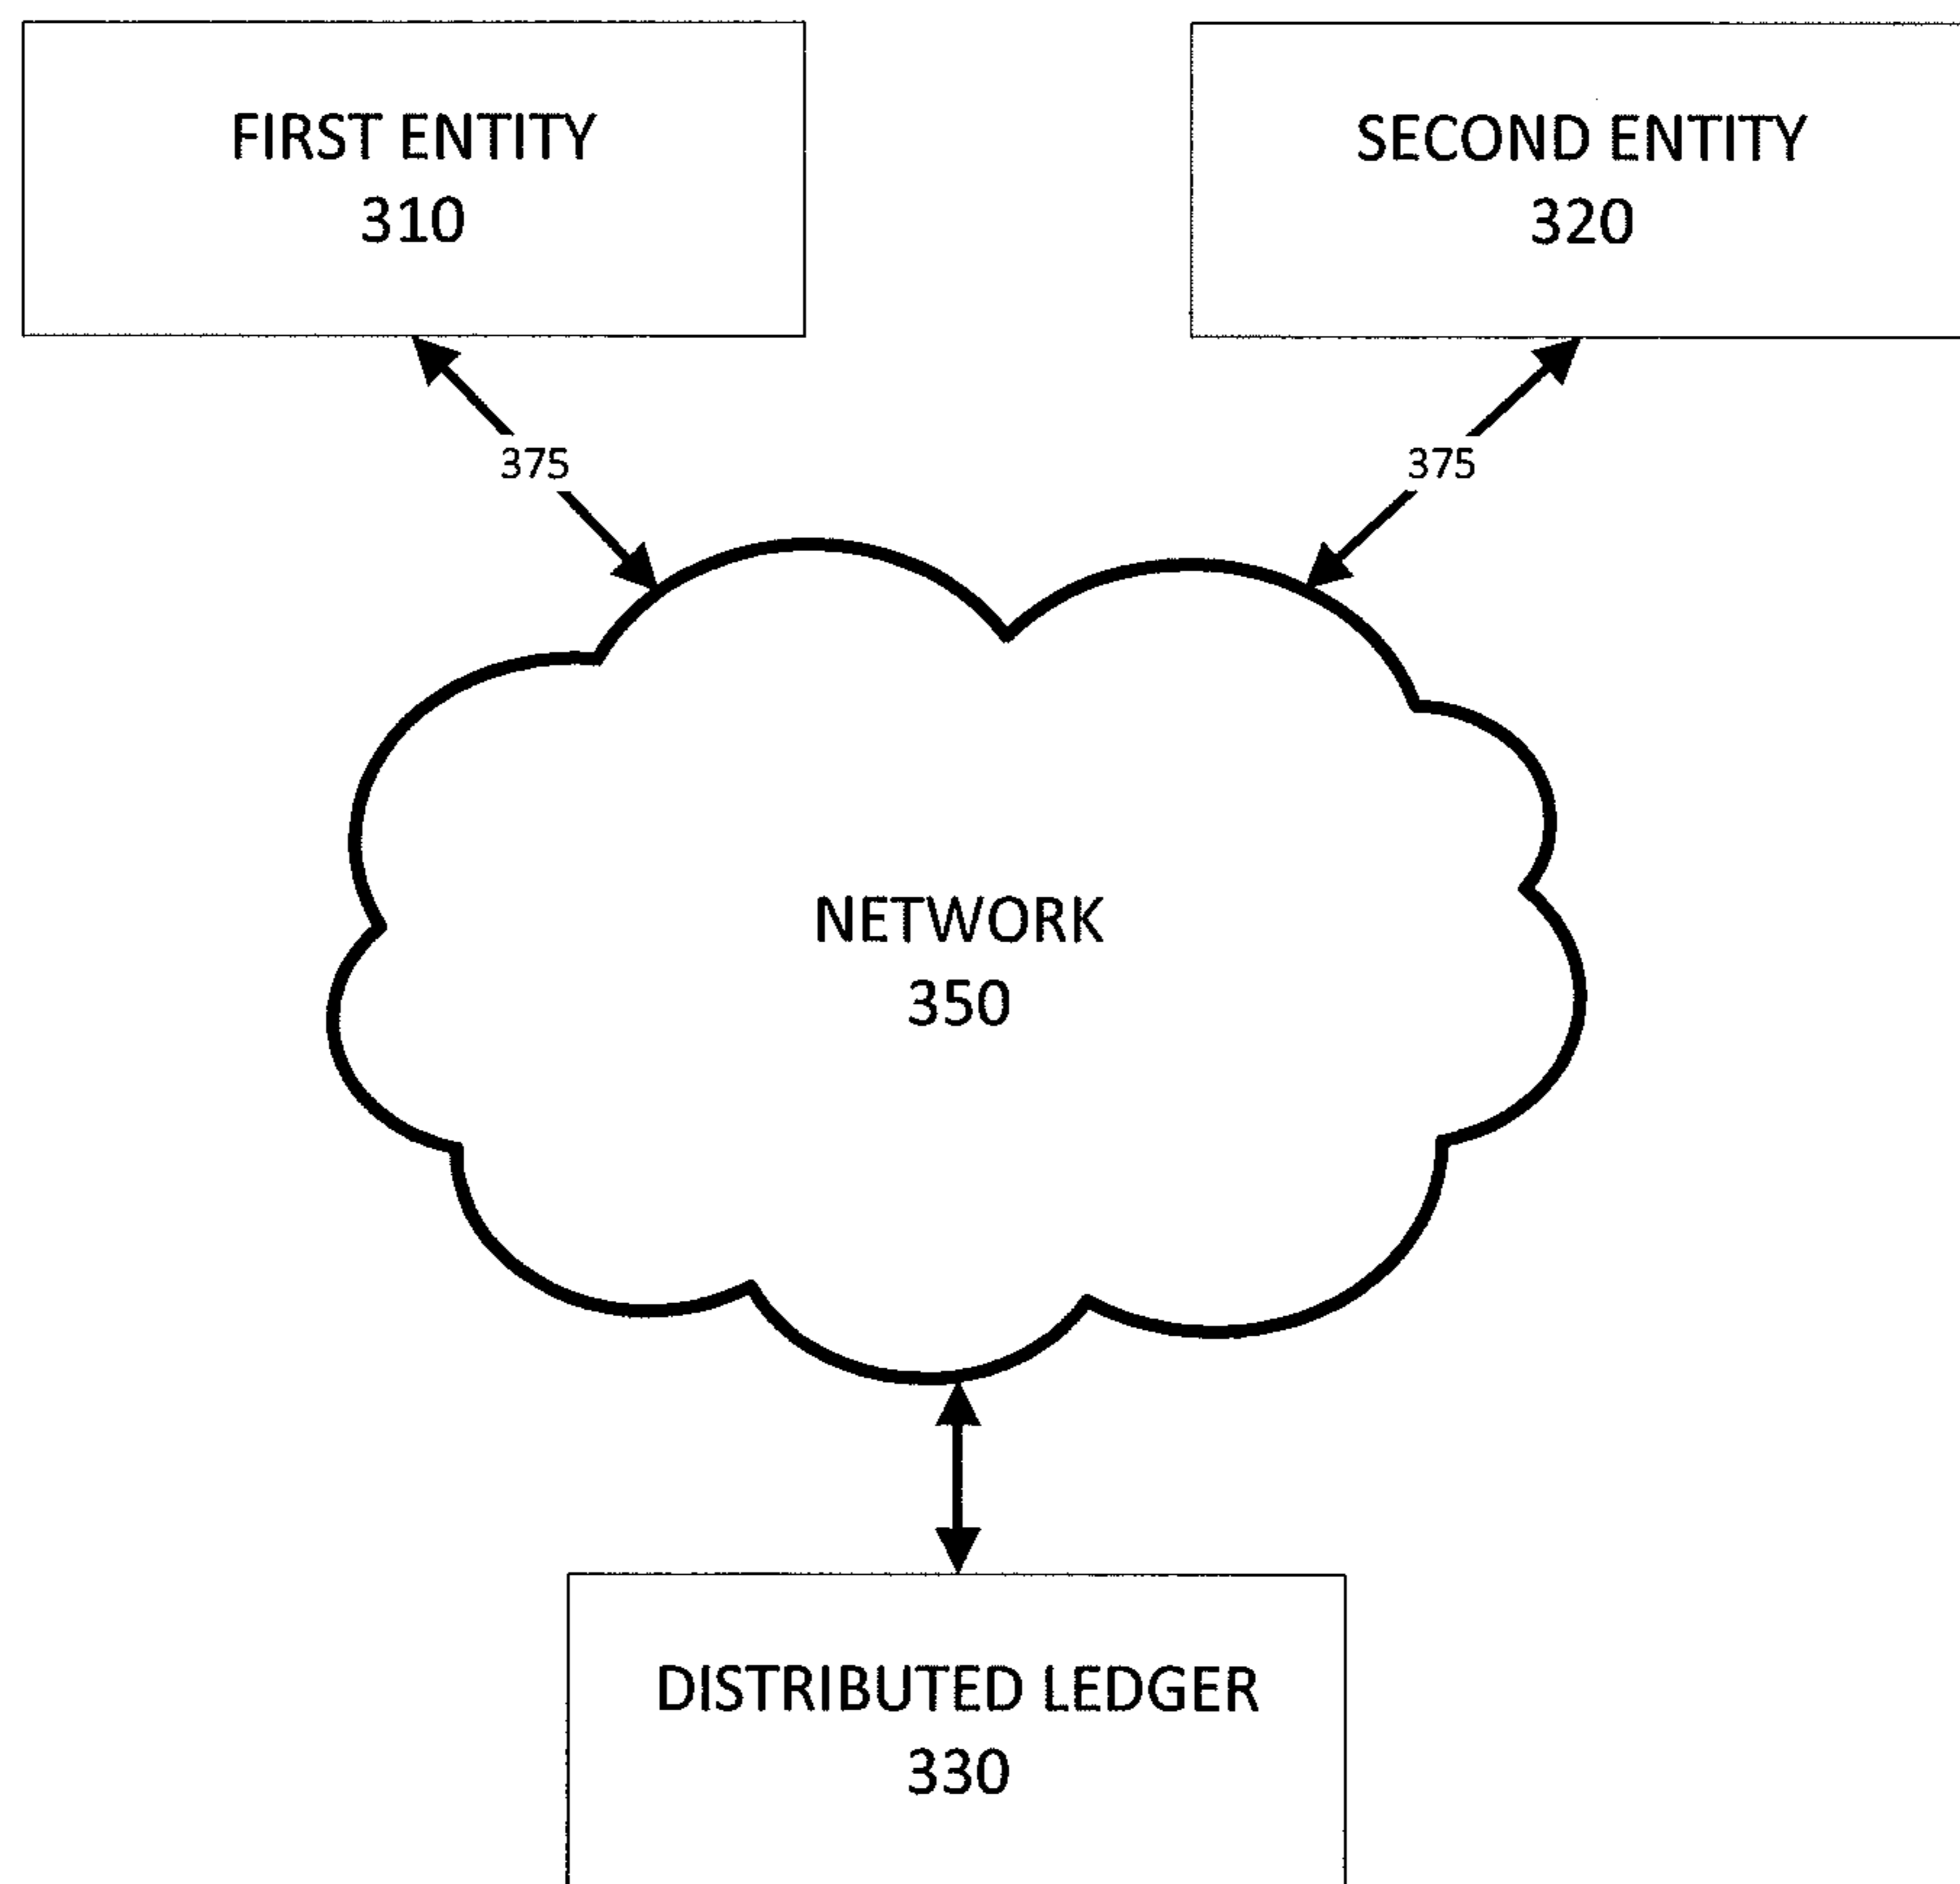 FIRST ENTITY
310
SECOND ENTITY
320
375
375
NETWORK
350
DISTRIBUTED LEDGER
330